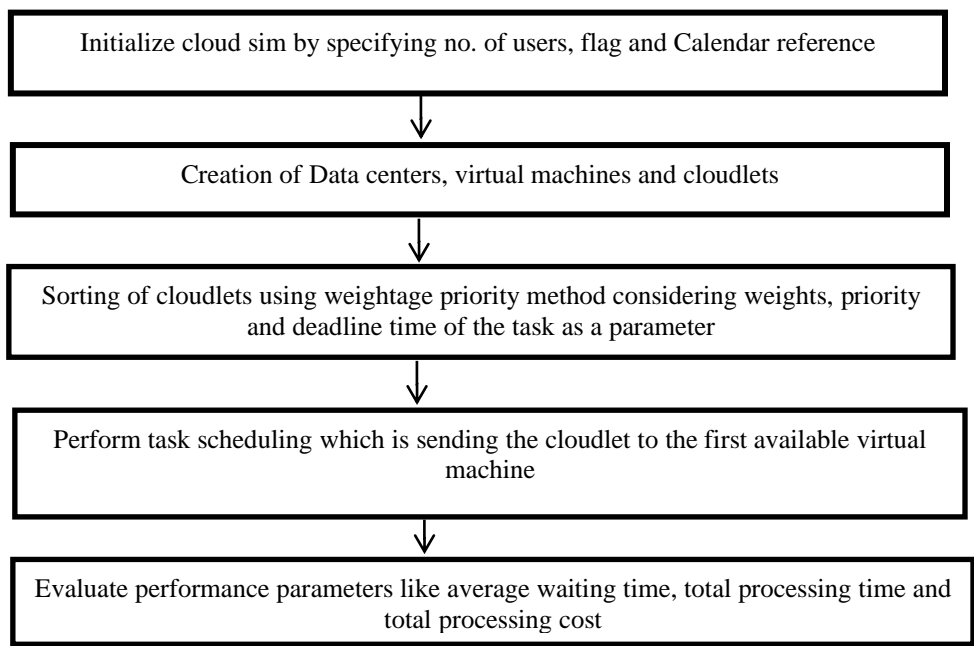 Initialize cloud sim by specifying no. of users, flag and Calendar reference
Creation of Data centers, virtual machines and cloudlets
Sorting of cloudlets using weightage priority method considering weights, priority
and deadline time of the task as a parameter
Perform task scheduling which is sending the cloudlet to the first available virtual
machine
Evaluate performance parameters like average waiting time, total processing time and
total processing cost